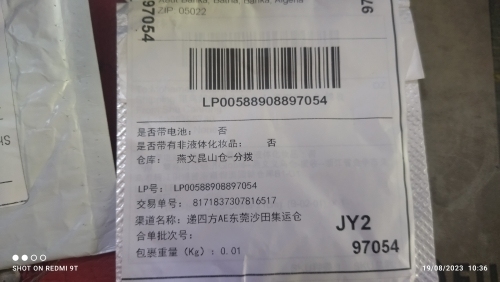 97054
Batna, Banka, Algeria
ZIP 05022
LP00588908897054
是否带电池： 否
是否带有非液体化妆品： 否
仓库： 燕文昆山仓-分拨
LP号： LP00588908897054
交易单号： 8171837307816517
渠道名称：递四方AE东莞沙田集运仓
合单批次号：
包裹重量（Kg）：0.01
JY2
97054
HS
SHOT ON REDMI 9T
19/08/2023 10:36